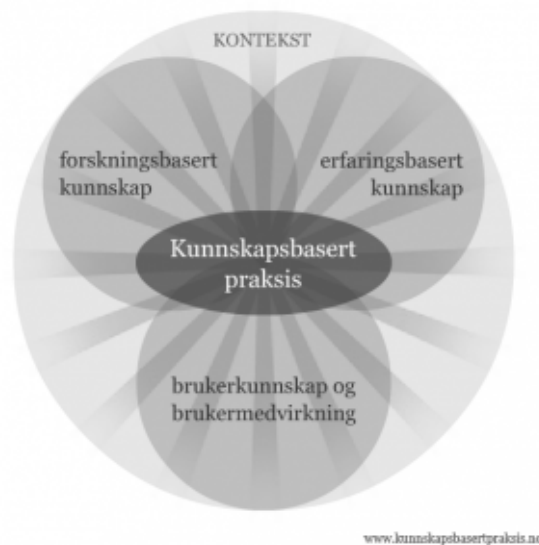 KONTEKST
forskningsbasert
kunnskap
erfaringsbasert
kunnskap
Kunnskapsbasert
praksis
brukerkunnskap og
brukermedvirkning
www.kunnskapsbasertpraksis.no